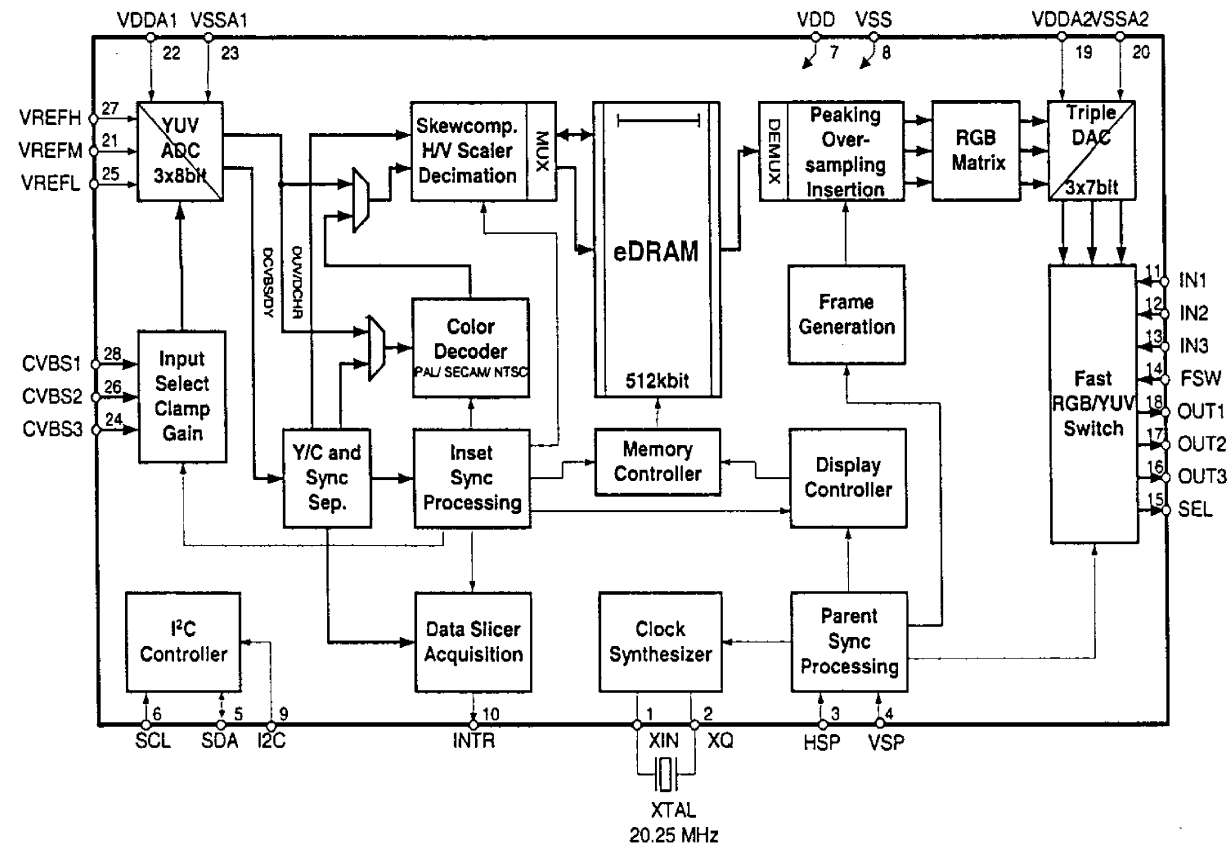 VDDA1 VSSA1 VDD VSS VDDA2 VSSA2
22 23 7 8 19 20
VREFH 27
VREFM 21
VREFL 25
YUV
ADC
3x8bit
Skewcomp.
H/V Scaler
Decimation
MUX
eDRAM
512kbit
DEMUX
Peaking
Over-
sampling
Insertion
RGB
Matrix
Triple
DAC
3x7bit
DCVBS/DY
DUV/DCHR
Color
Decoder
PAL/ SECAM/ NTSC
Frame
Generation
11 IN1
12 IN2
13 IN3
14 FSW
18 OUT1
17 OUT2
16 OUT3
15 SEL
Fast
RGB/YUV
Switch
CVBS1 28
CVBS2 26
CVBS3 24
Input
Select
Clamp
Gain
Y/C and
Sync
Sep.
Inset
Sync
Processing
Memory
Controller
Display
Controller
I²C
Controller
Data Slicer
Acquisition
Clock
Synthesizer
Parent
Sync
Processing
6 5 9 10 1 2 3 4
SCL SDA I2C INTR XIN XQ HSP VSP
XTAL
20.25 MHz